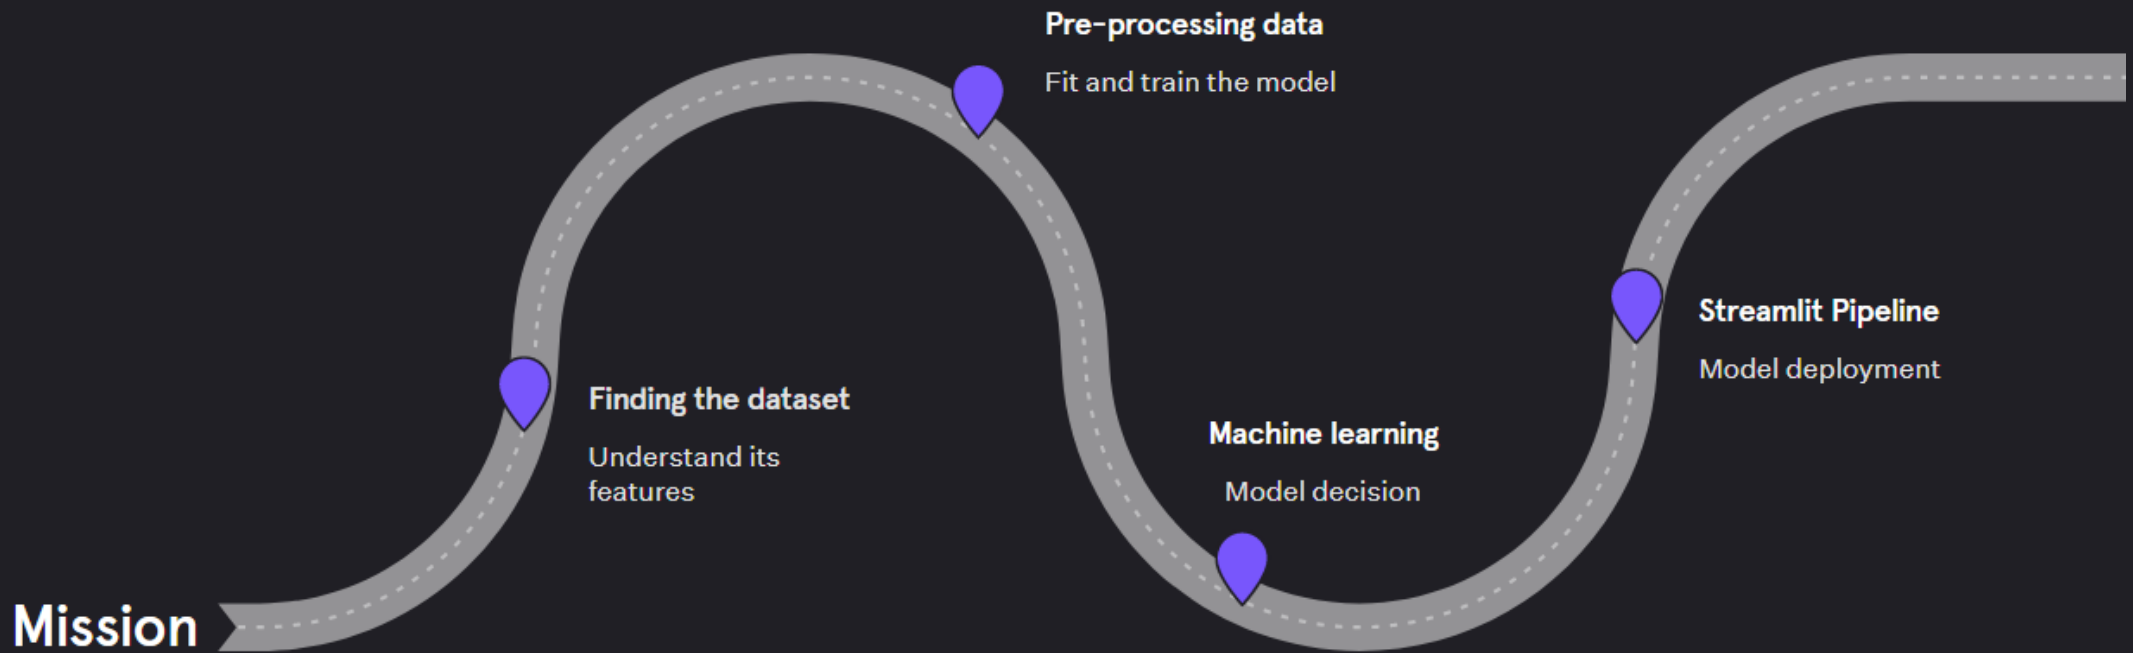 Mission
Finding the dataset
Understand its
features
Pre-processing data
Fit and train the model
Machine learning
Model decision
Streamlit Pipeline
Model deployment